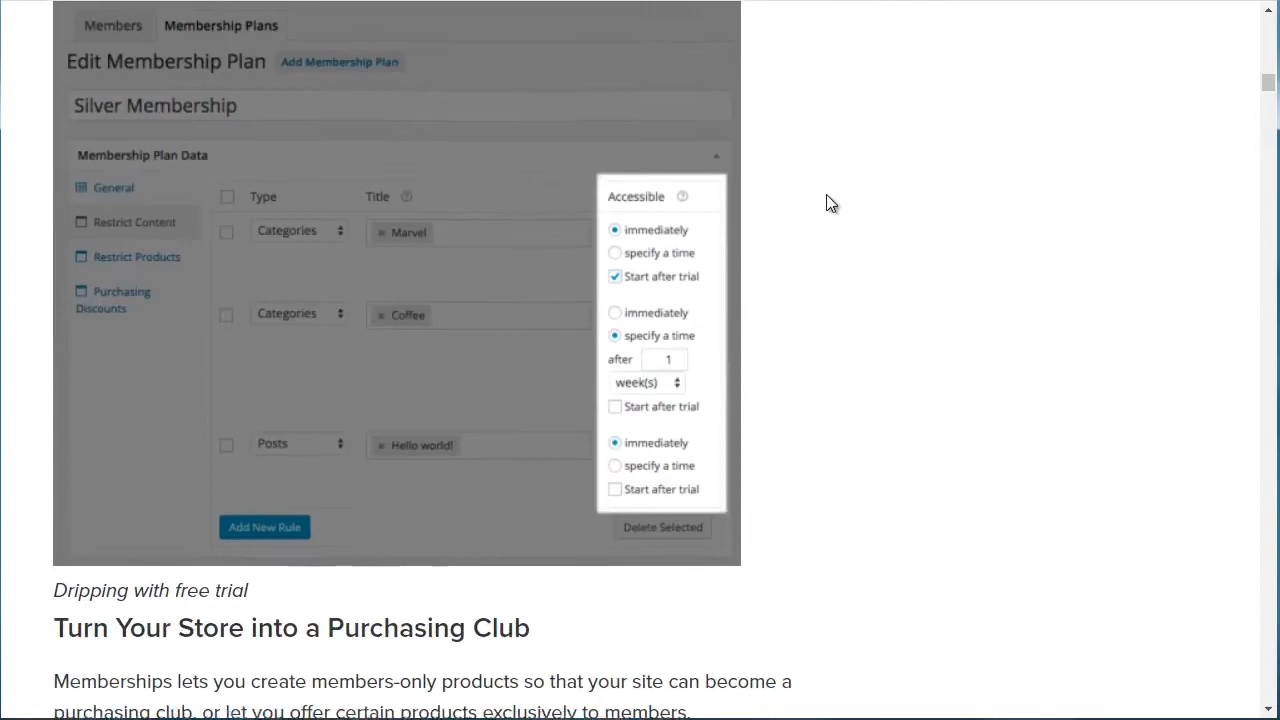 Members Membership Plans
Edit Membership Plan Add Membership Plan
Silver Membership
Membership Plan Data
General
Restrict Content
Restrict Products
Purchasing
Discounts
Type Title Accessible
Categories Marvel
immediately
specify a time
Start after trial
Categories Coffee
immediately
specify a time
after 1
week(s)
Start after trial
Posts Hello world!
immediately
specify a time
Start after trial
Add New Rule Delete Selected
Dripping with free trial
Turn Your Store into a Purchasing Club
Memberships lets you create members-only products so that your site can become a
purchasing club, or let you offer certain products exclusively to members.